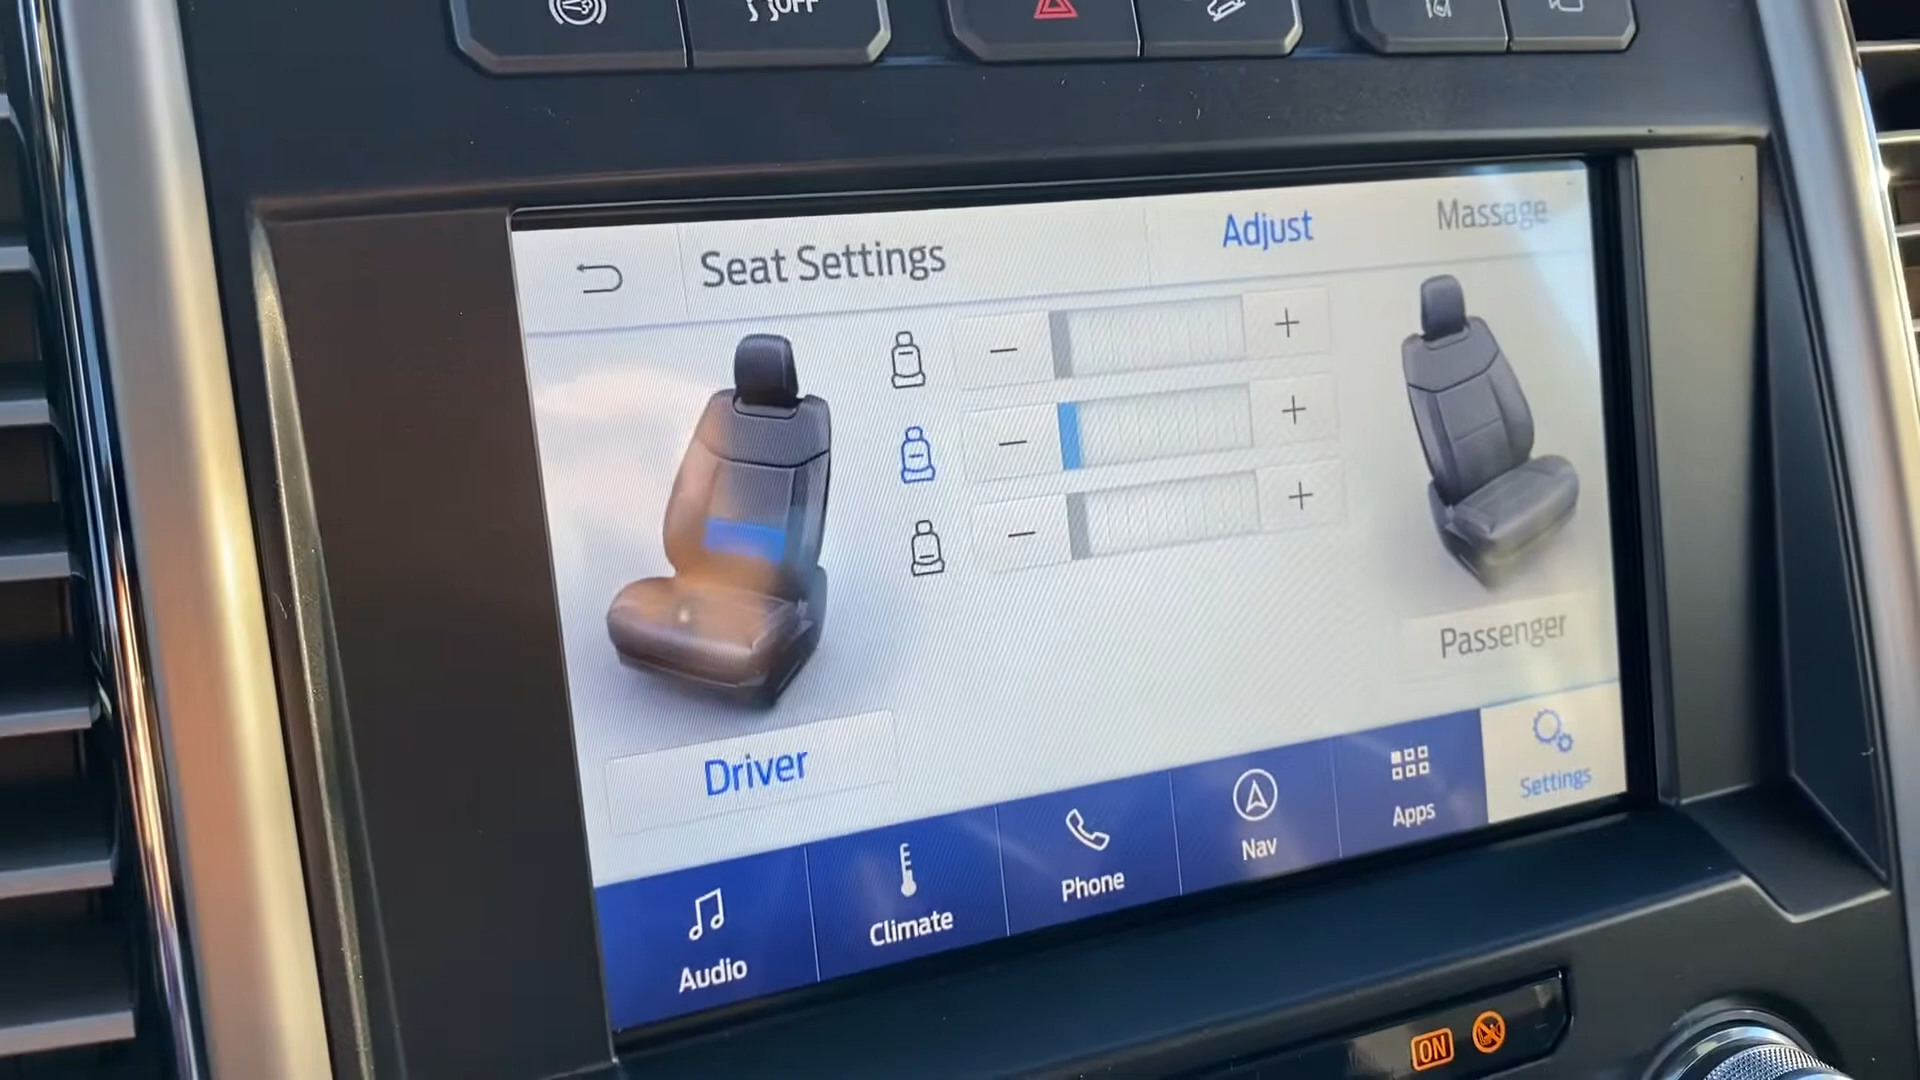 OFF
Seat Settings
Adjust
Massage
Passenger
Driver
Audio
Climate
Phone
Nav
Apps
Settings
ON